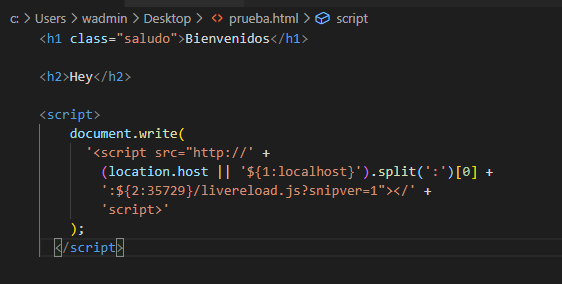 c: > Users > wadmin > Desktop > <> prueba.html > script
<h1 class="saludo">Bienvenidos</h1>
<h2>Hey</h2>
<script>
document.write(
'<script src="http://' +
(location.host || '${1:localhost}').split(':')[0] +
':${2:35729}/livereload.js?snipver=1"></' +
'script>'
);
</script>